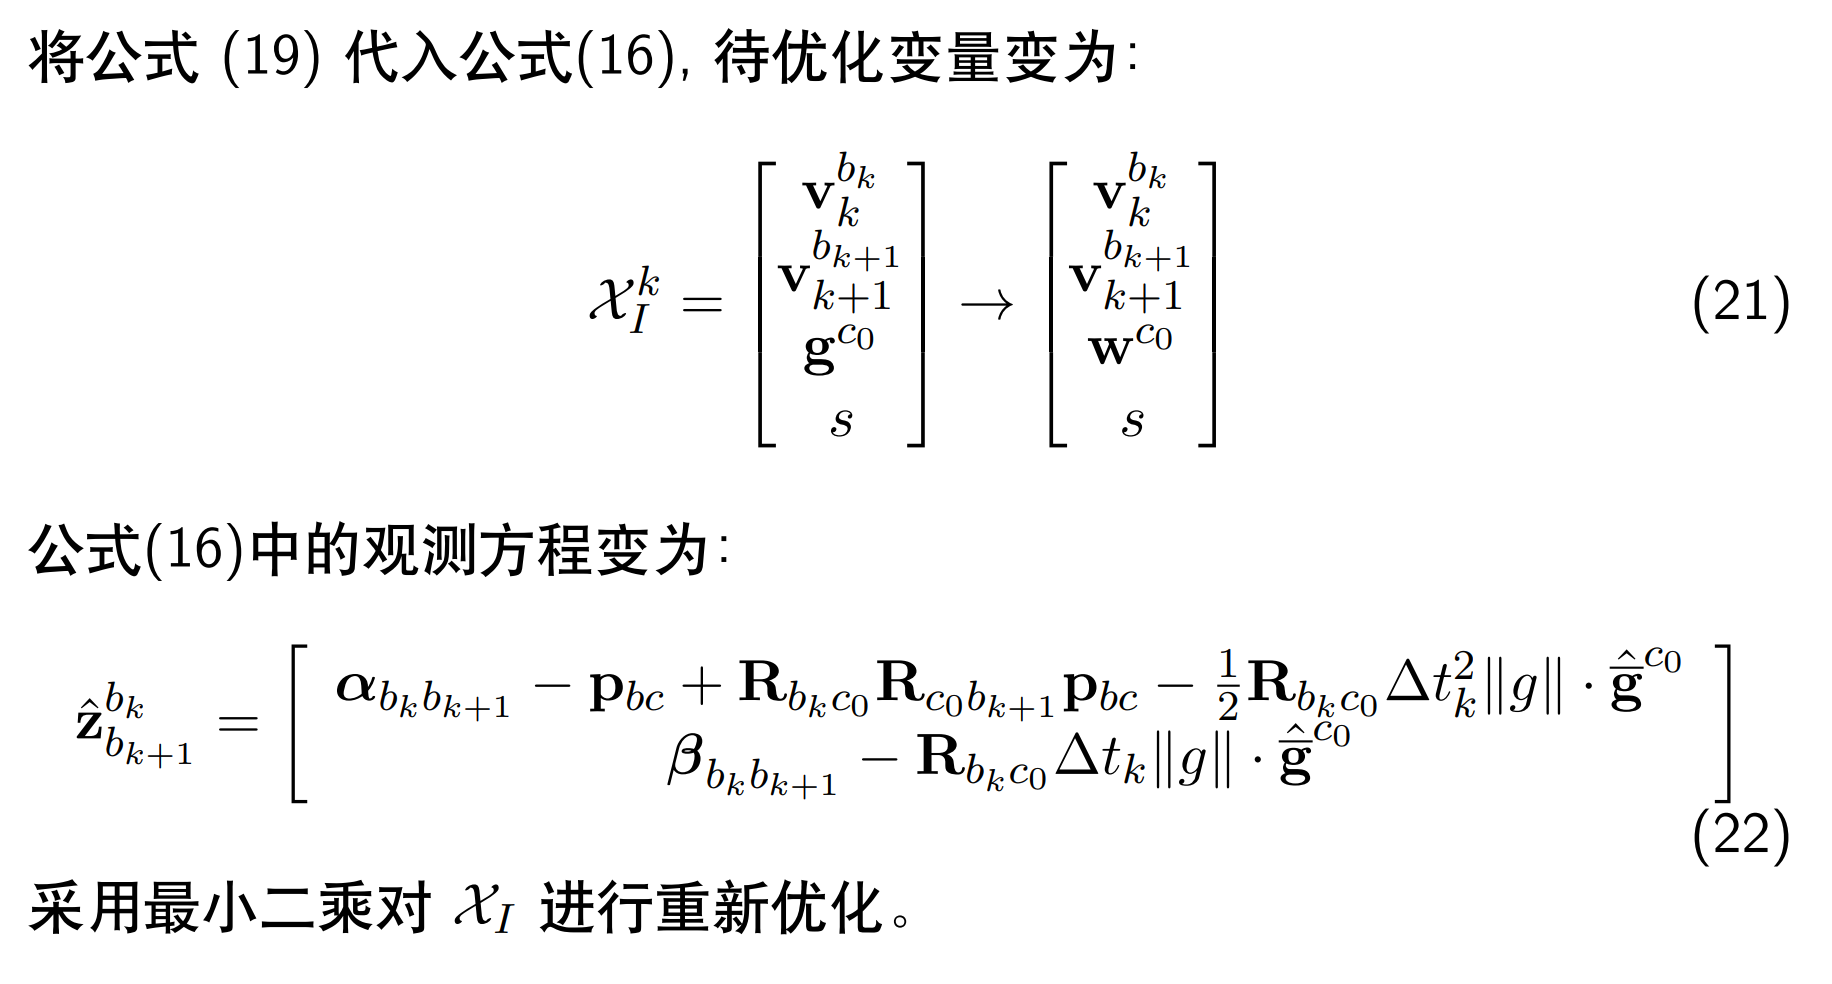 将公式 (19) 代入公式(16), 待优化变量变为:
$$\mathcal{X}_I^k = \begin{bmatrix} \mathbf{v}_k^{b_k} \\ \mathbf{v}_{k+1}^{b_{k+1}} \\ \mathbf{g}^{c_0} \\ s \end{bmatrix} \rightarrow \begin{bmatrix} \mathbf{v}_k^{b_k} \\ \mathbf{v}_{k+1}^{b_{k+1}} \\ \mathbf{w}^{c_0} \\ s \end{bmatrix} \quad (21)$$
公式(16)中的观测方程变为:
$$\hat{\mathbf{z}}_{b_{k+1}}^{b_k} = \begin{bmatrix} \boldsymbol{\alpha}_{b_k b_{k+1}} - \mathbf{p}_{bc} + \mathbf{R}_{b_k c_0} \mathbf{R}_{c_0 b_{k+1}} \mathbf{p}_{bc} - \frac{1}{2} \mathbf{R}_{b_k c_0} \Delta t_k^2 \|g\| \cdot \hat{\overline{\mathbf{g}}}^{c_0} \\ \boldsymbol{\beta}_{b_k b_{k+1}} - \mathbf{R}_{b_k c_0} \Delta t_k \|g\| \cdot \hat{\overline{\mathbf{g}}}^{c_0} \end{bmatrix} \quad (22)$$
采用最小二乘对 $\mathcal{X}_I$ 进行重新优化。